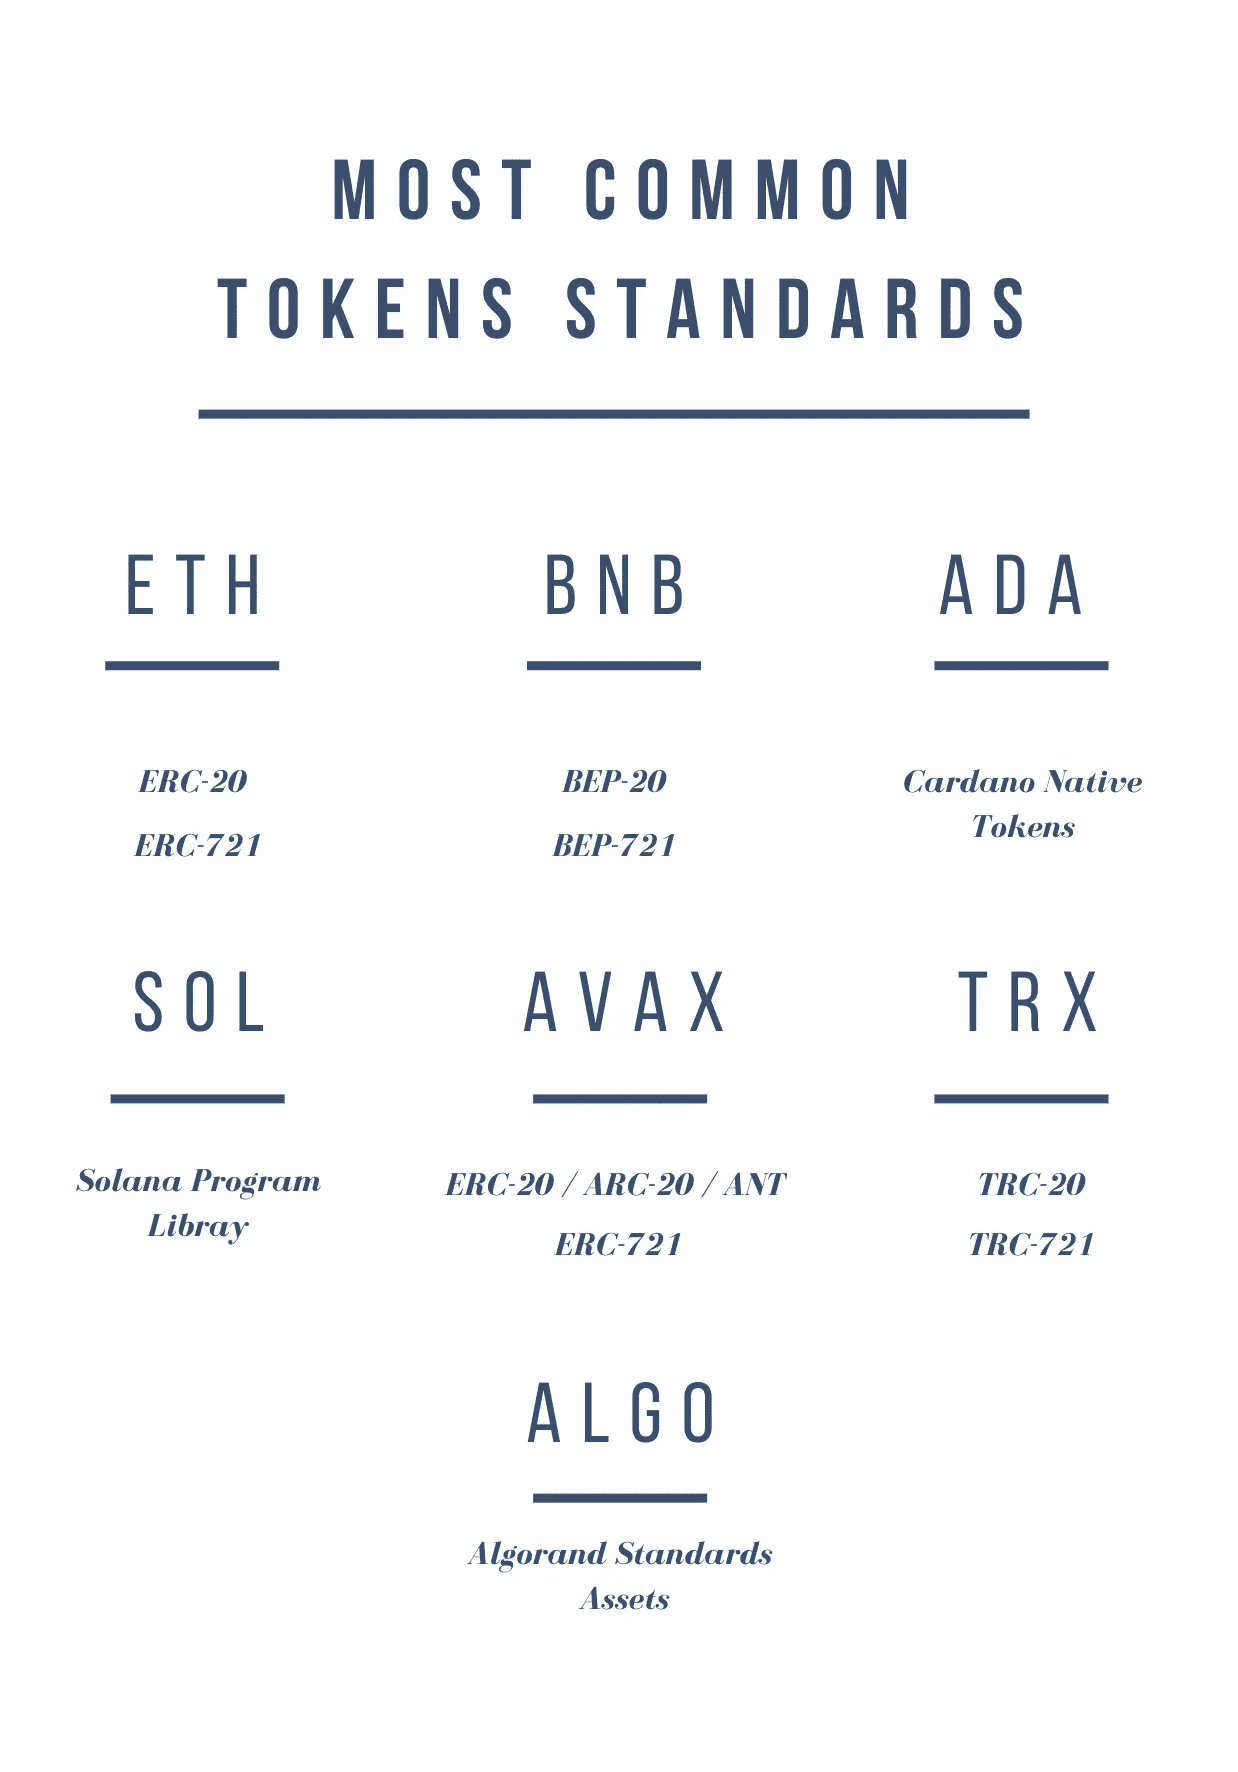 MOST COMMON
TOKENS STANDARDS
ETH
ERC-20
ERC-721
BNB
BEP-20
BEP-721
ADA
Cardano Native
Tokens
SOL
Solana Program
Libray
AVAX
ERC-20 / ARC-20 / ANT
ERC-721
TRX
TRC-20
TRC-721
ALGO
Algorand Standards
Assets